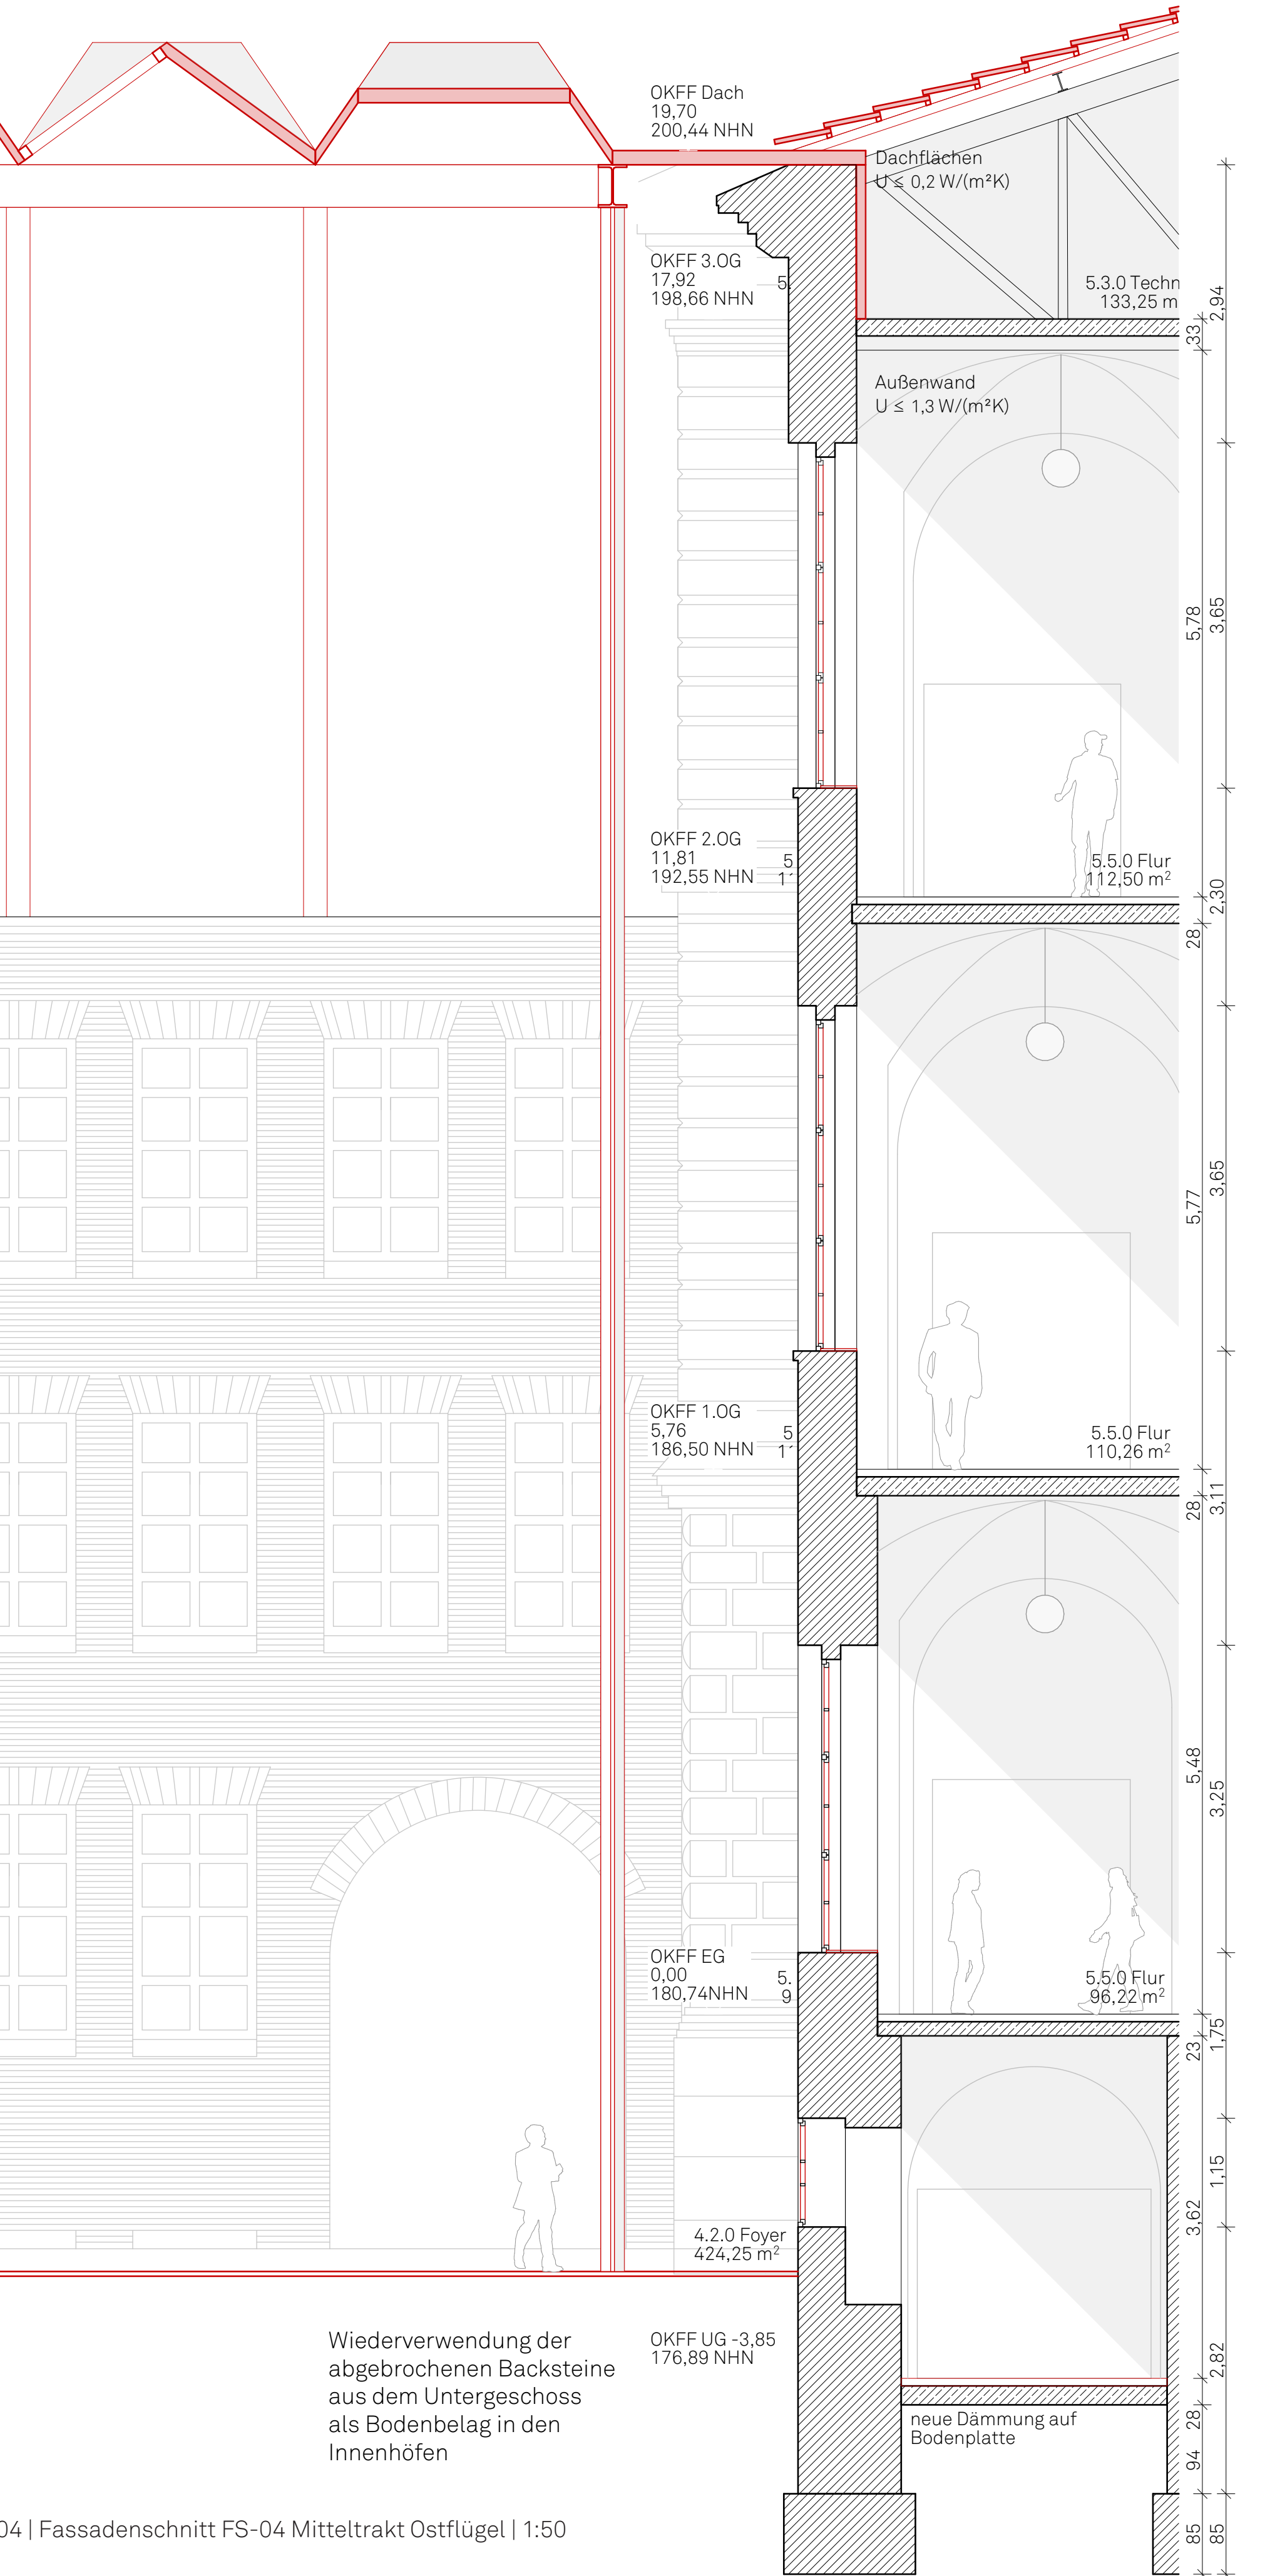 OKFF Dach
19,70
200,44 NHN
Dachflächen
U ≤ 0,2 W/(m²K)
OKFF 3.OG
17,92
198,66 NHN
5.3.0 Techn
133,25 m
2,94
33
Außenwand
U ≤ 1,3 W/(m²K)
5,78
3,65
OKFF 2.OG
11,81
192,55 NHN
5
5.5.0 Flur
112,50 m²
2,30
28
5,77
3,65
OKFF 1.OG
5,76
186,50 NHN
5
5.5.0 Flur
110,26 m²
28
3,11
5,48
3,25
OKFF EG
0,00
180,74NHN
5.
9
5.5.0 Flur
96,22 m²
23
1,75
3,62
1,15
4.2.0 Foyer
424,25 m²
Wiederverwendung der
abgebrochenen Backsteine
aus dem Untergeschoss
als Bodenbelag in den
Innenhöfen
OKFF UG -3,85
176,89 NHN
2,82
neue Dämmung auf
Bodenplatte
28
94
85
85
04 | Fassadenschnitt FS-04 Mitteltrakt Ostflügel | 1:50